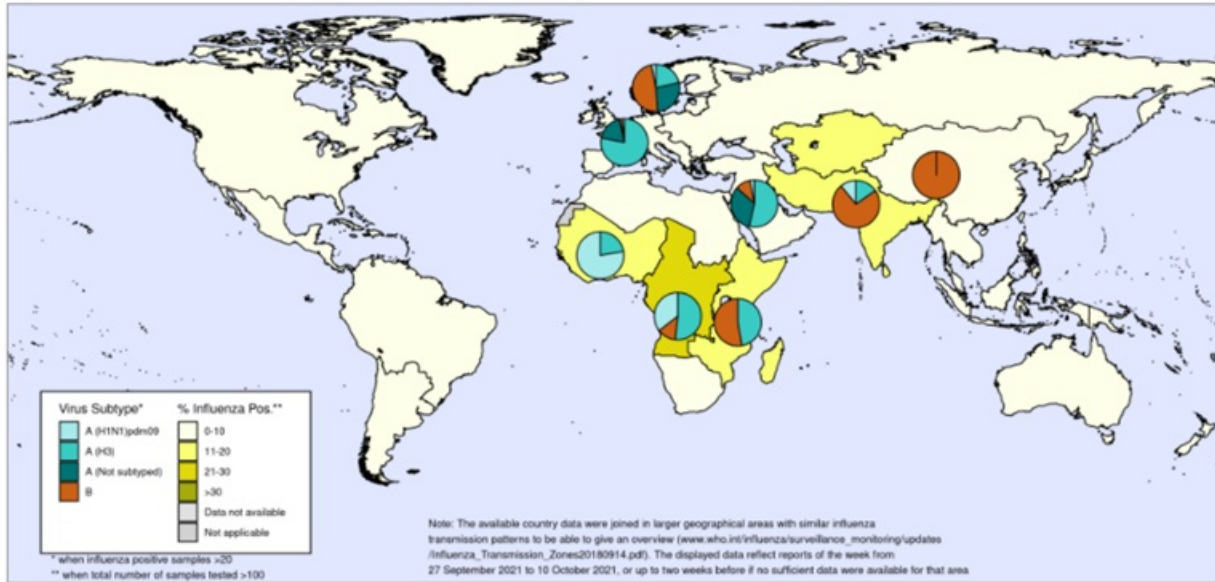 Virus Subtype*
A (H1N1)pdm09
A (H3)
A (Not subtyped)
B
% Influenza Pos.**
0-10
11-20
21-30
>30
Data not available
Not applicable
* when influenza positive samples >20
** when total number of samples tested >100
Note: The available country data were joined in larger geographical areas with similar influenza
transmission patterns to be able to give an overview (www.who.int/influenza/surveillance_monitoring/updates
/Influenza_Transmission_Zones20180914.pdf). The displayed data reflect reports of the week from
27 September 2021 to 10 October 2021, or up to two weeks before if no sufficient data were available for that area